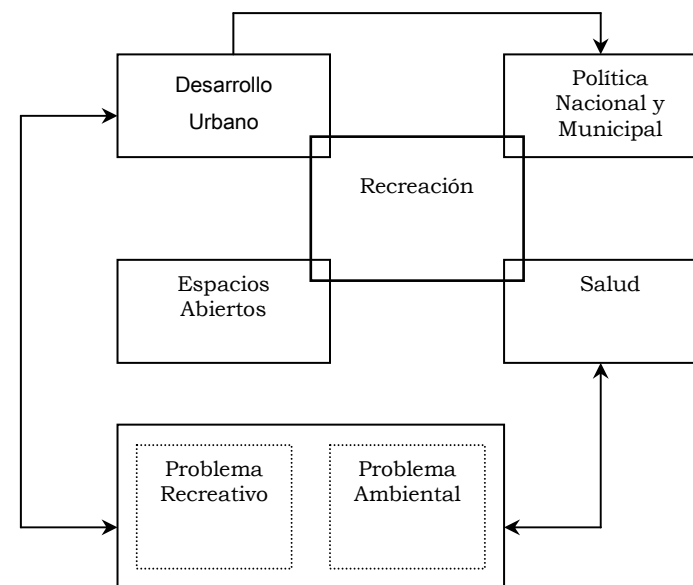 Desarrollo
Urbano
Política
Nacional y
Municipal
Recreación
Espacios
Abiertos
Salud
Problema
Recreativo
Problema
Ambiental